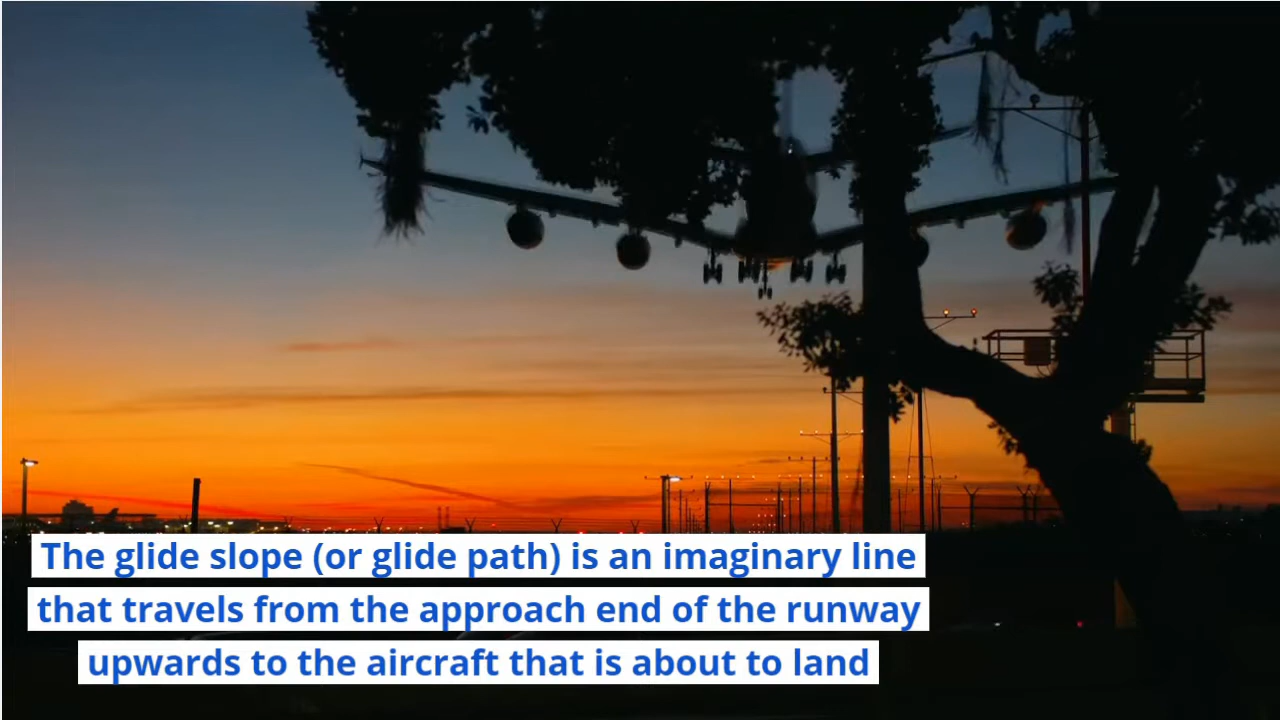 The glide slope (or glide path) is an imaginary line
that travels from the approach end of the runway
upwards to the aircraft that is about to land